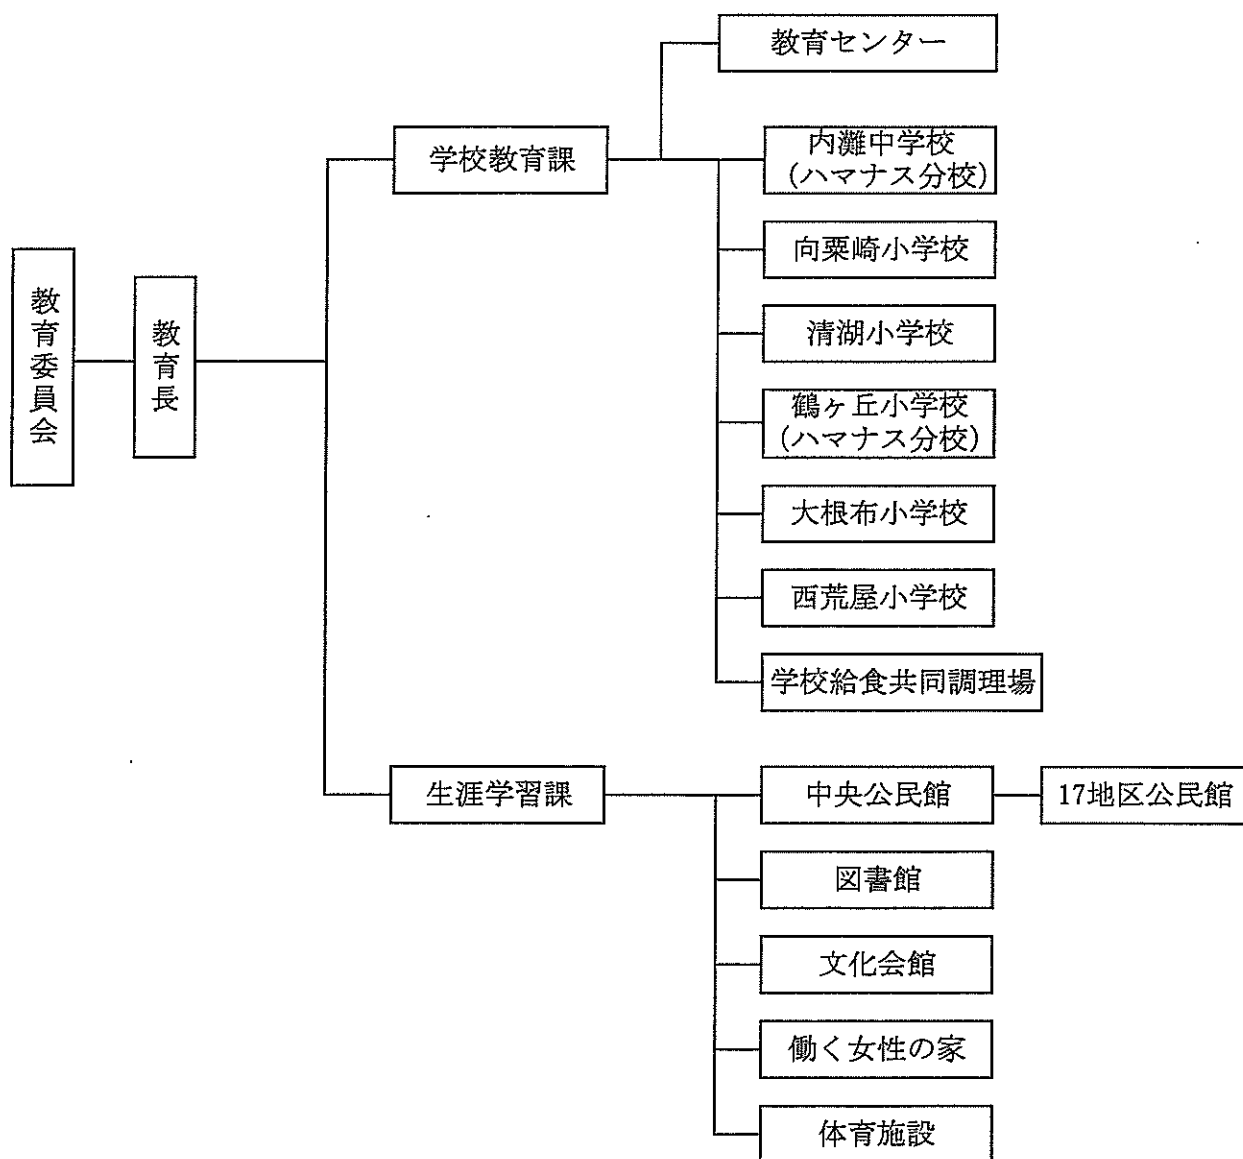 教育センター
学校教育課
内灘中学校
（ハマナス分校）
向粟崎小学校
清湖小学校
鶴ヶ丘小学校
（ハマナス分校）
大根布小学校
西荒屋小学校
学校給食共同調理場
教育委員会
教育長
生涯学習課
中央公民館
17地区公民館
図書館
文化会館
働く女性の家
体育施設